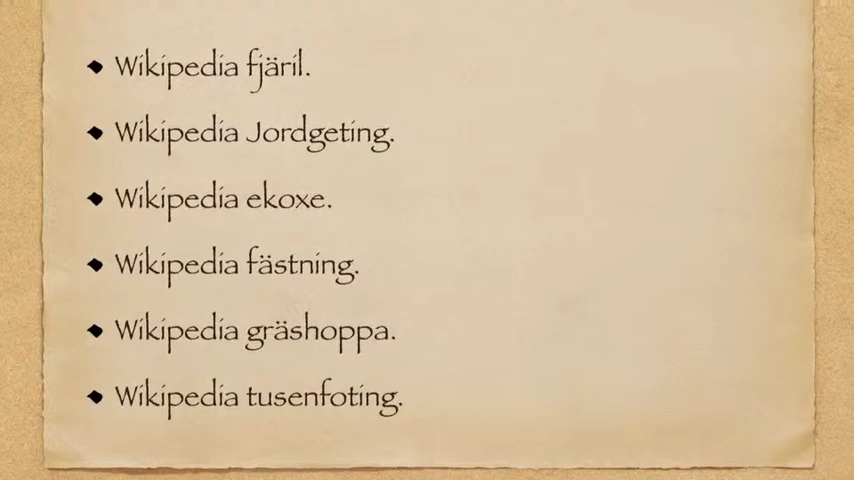 Wikipedia fjäril.
Wikipedia Jordgeting.
Wikipedia ekoxe.
Wikipedia fästning.
Wikipedia gräshoppa.
Wikipedia tusenfoting.